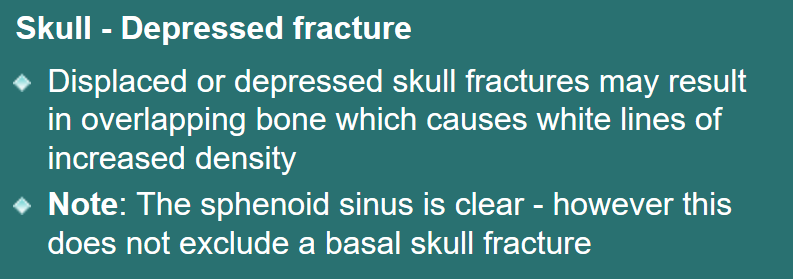 Skull - Depressed fracture
Displaced or depressed skull fractures may result
in overlapping bone which causes white lines of
increased density
Note: The sphenoid sinus is clear - however this
does not exclude a basal skull fracture